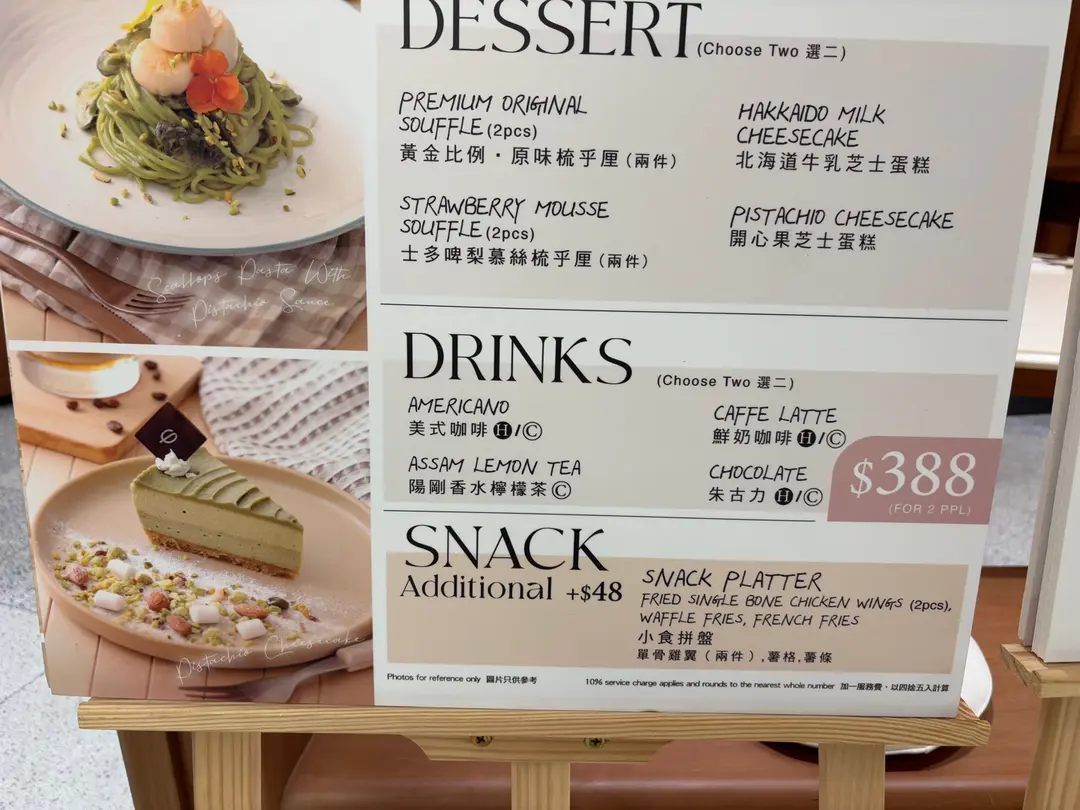 DESSERT (Choose Two 選二)
PREMIUM ORIGINAL
SOUFFLE (2pcs)
黃金比例・原味梳乎厘（兩件）
HAKKAIDO MILK
CHEESECAKE
北海道牛乳芝士蛋糕
STRAWBERRY MOUSSE
SOUFFLE (2pcs)
士多啤梨慕絲梳乎厘（兩件）
PISTACHIO CHEESECAKE
開心果芝士蛋糕
Scallops Pasta With
Pistachio Sauce
DRINKS (Choose Two 選二)
AMERICANO
美式咖啡 H/C
CAFFE LATTE
鮮奶咖啡 H/C
ASSAM LEMON TEA
陽剛香水檸檬茶 C
CHOCOLATE
朱古力 H/C
$388
(FOR 2 PPL)
SNACK
Additional +$48
SNACK PLATTER
FRIED SINGLE BONE CHICKEN WINGS (2pcs),
WAFFLE FRIES, FRENCH FRIES
小食拼盤
單骨雞翼（兩件）,薯格,薯條
Pistachio Cheesecake
Photos for reference only 圖片只供參考
10% service charge applies and rounds to the nearest whole number 加一服務費，以四捨五入計算